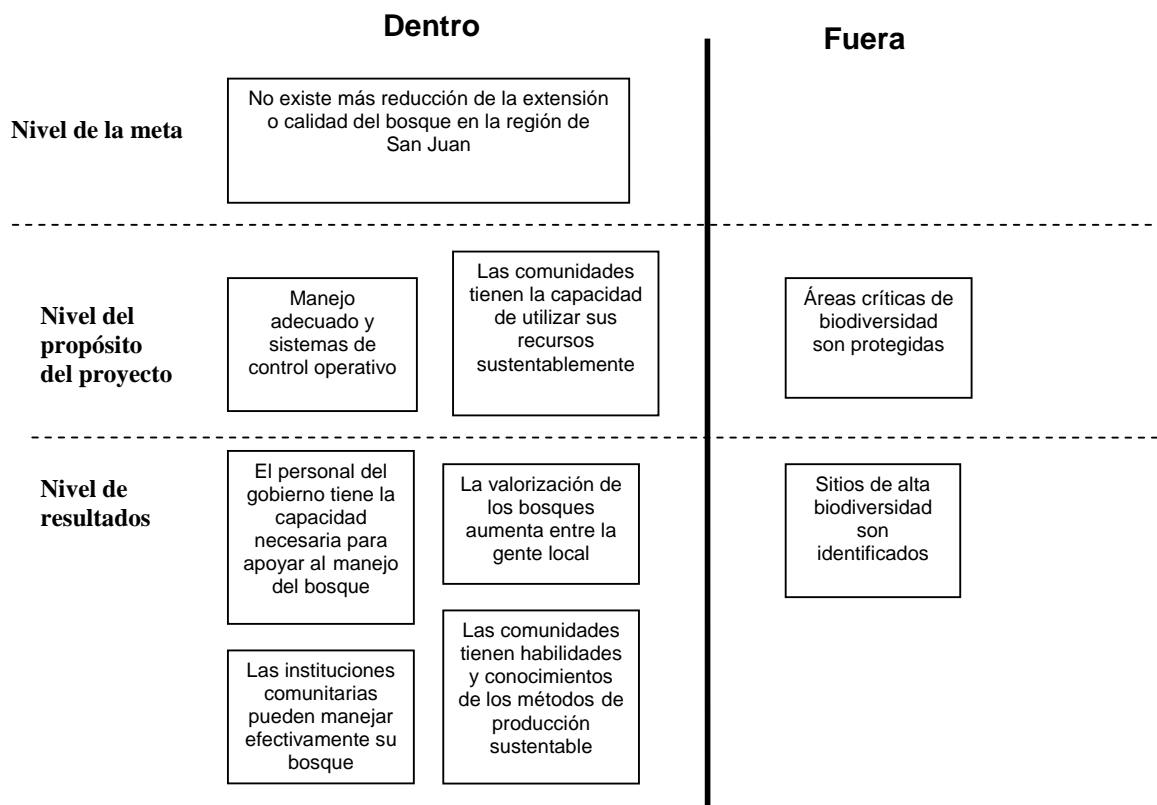 Dentro
Fuera
Nivel de la meta
No existe más reducción de la extensión
o calidad del bosque en la región de
San Juan
Nivel del
propósito
del proyecto
Manejo
adecuado y
sistemas de
control operativo
Las comunidades
tienen la capacidad
de utilizar sus
recursos
sustentablemente
Áreas críticas de
biodiversidad
son protegidas
Nivel de
resultados
El personal del
gobierno tiene la
capacidad
necesaria para
apoyar al manejo
del bosque
La valorización de
los bosques
aumenta entre la
gente local
Sitios de alta
biodiversidad
son
identificados
Las instituciones
comunitarias
pueden manejar
efectivamente su
bosque
Las comunidades
tienen habilidades
y conocimientos
de los métodos de
producción
sustentable